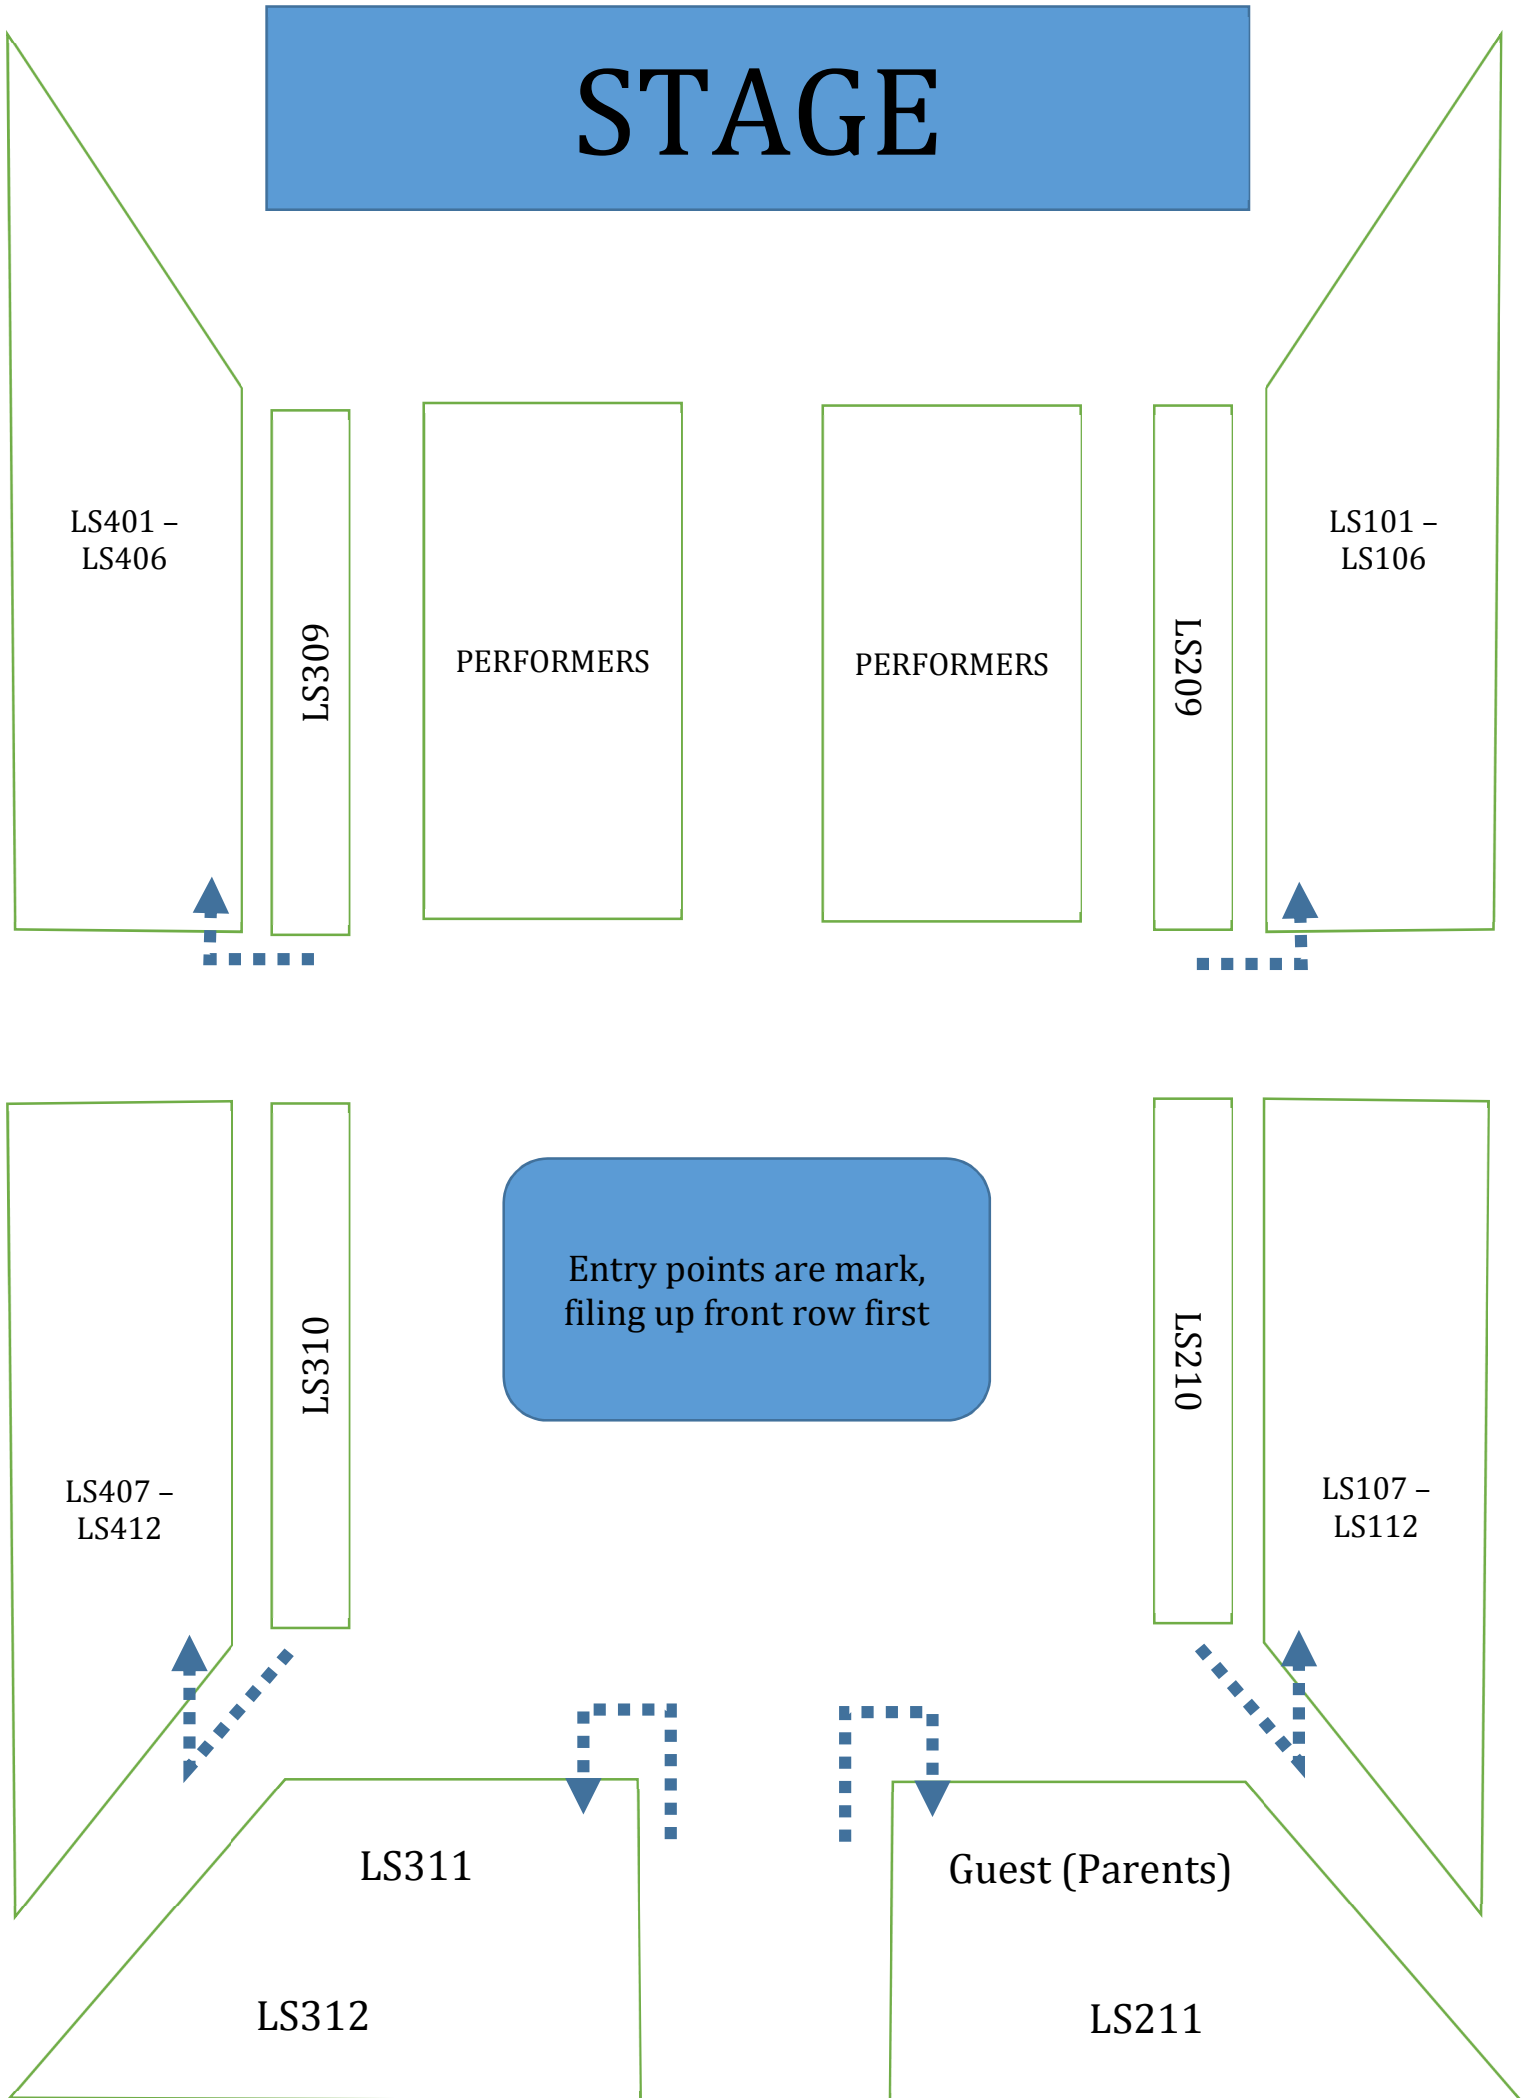 STAGE
LS401 –
LS406
LS309
PERFORMERS
PERFORMERS
LS209
LS101 –
LS106
Entry points are mark,
filing up front row first
LS310
LS210
LS407 –
LS412
LS107 –
LS112
LS311
Guest (Parents)
LS312
LS211